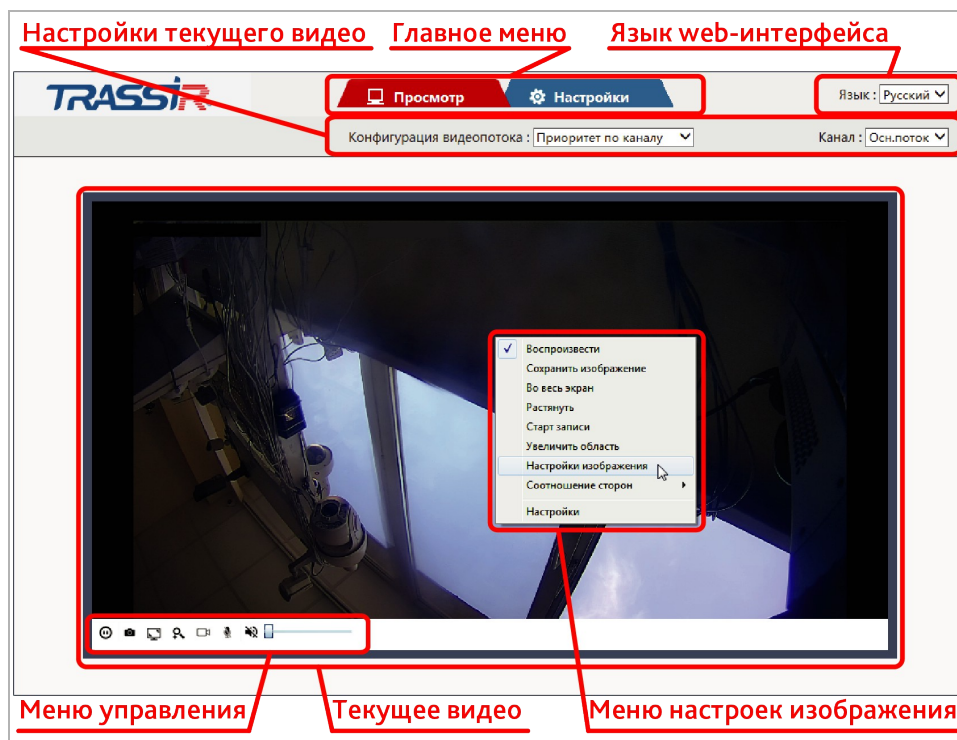 Настройки текущего видео Главное меню Язык web-интерфейса
TRASSIR Просмотр Настройки Язык : Русский
Конфигурация видеопотока : Приоритет по каналу Канал : Осн.поток
Воспроизвести
Сохранить изображение
Во весь экран
Растянуть
Старт записи
Увеличить область
Настройки изображения
Соотношение сторон
Настройки
Меню управления Текущее видео Меню настроек изображения